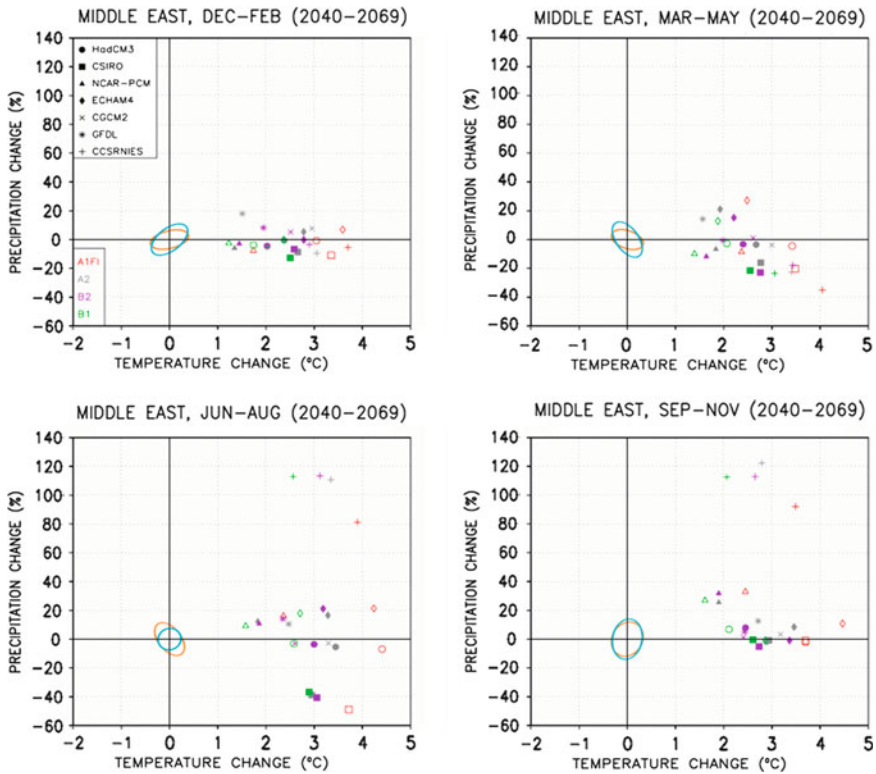 MIDDLE EAST, DEC-FEB (2040-2069)
PRECIPITATION CHANGE (%)
140
120
100
80
60
40
20
0
-20
-40
-60
HadCM3
CSIRO
NCAR-PCM
ECHAM4
CGCM2
GFDL
CCSRNIES
A1FI
A2
B2
B1
-2 -1 0 1 2 3 4 5
TEMPERATURE CHANGE (°C)
MIDDLE EAST, MAR-MAY (2040-2069)
PRECIPITATION CHANGE (%)
140
120
100
80
60
40
20
0
-20
-40
-60
-2 -1 0 1 2 3 4 5
TEMPERATURE CHANGE (°C)
MIDDLE EAST, JUN-AUG (2040-2069)
PRECIPITATION CHANGE (%)
140
120
100
80
60
40
20
0
-20
-40
-60
-2 -1 0 1 2 3 4 5
TEMPERATURE CHANGE (°C)
MIDDLE EAST, SEP-NOV (2040-2069)
PRECIPITATION CHANGE (%)
140
120
100
80
60
40
20
0
-20
-40
-60
-2 -1 0 1 2 3 4 5
TEMPERATURE CHANGE (°C)